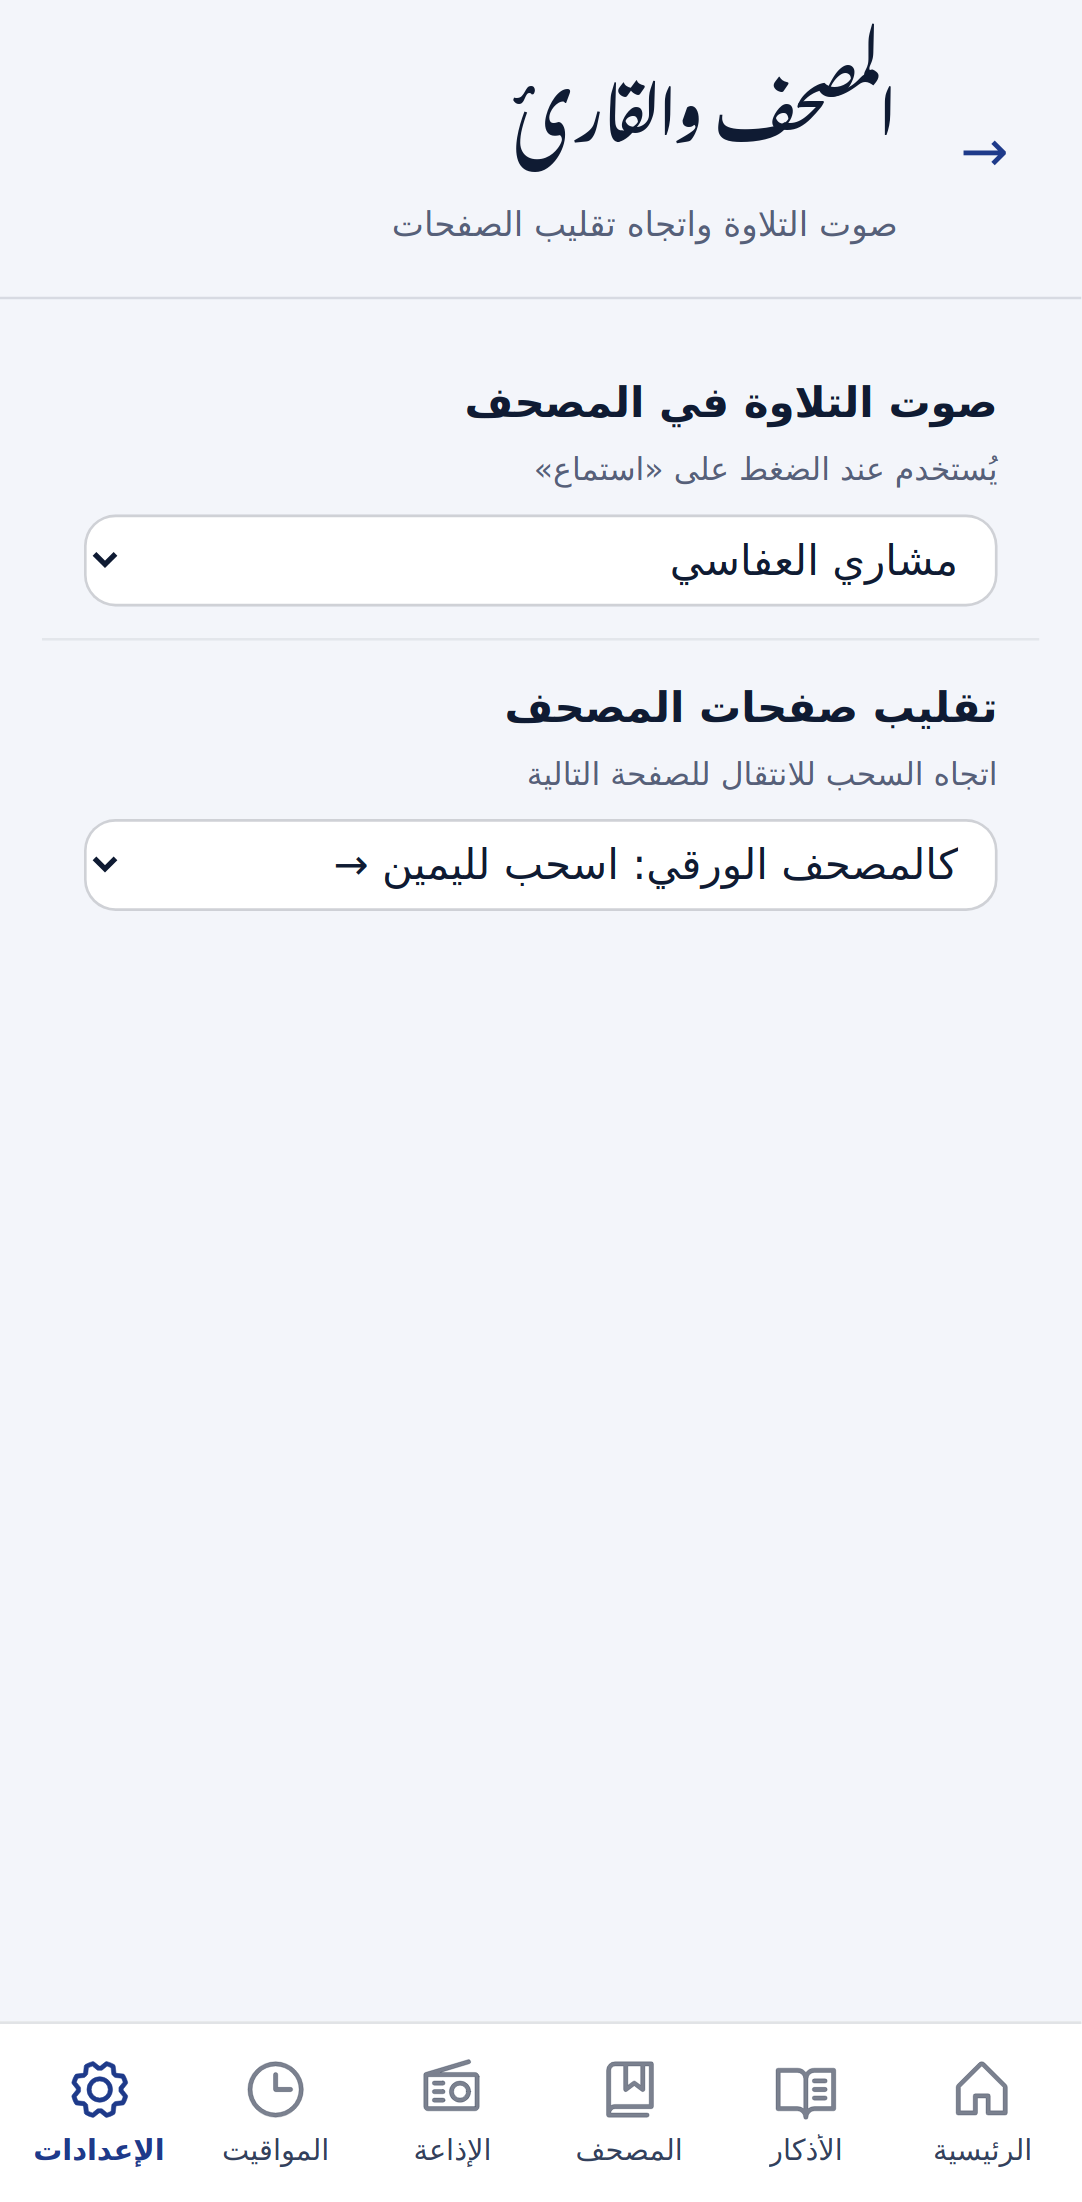 المصحف والقارئ
→
صوت التلاوة واتجاه تقليب الصفحات
صوت التلاوة في المصحف
يُستخدم عند الضغط على «استماع»
مشاري العفاسي
تقليب صفحات المصحف
اتجاه السحب للانتقال للصفحة التالية
كالمصحف الورقي: اسحب لليمين →
الرئيسية
الأذكار
المصحف
الإذاعة
المواقيت
الإعدادات